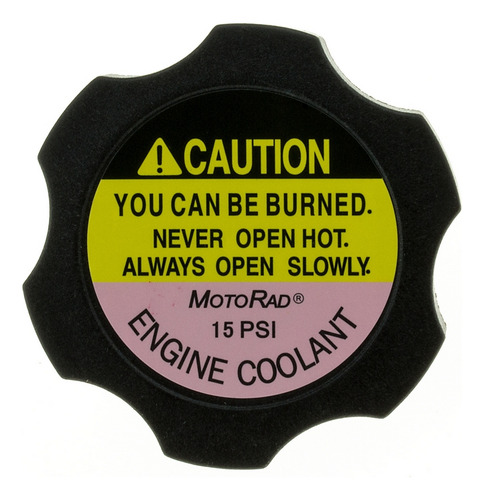 ⚠CAUTION
YOU CAN BE BURNED.
NEVER OPEN HOT.
ALWAYS OPEN SLOWLY.
MOTORAD®
15 PSI
ENGINE COOLANT